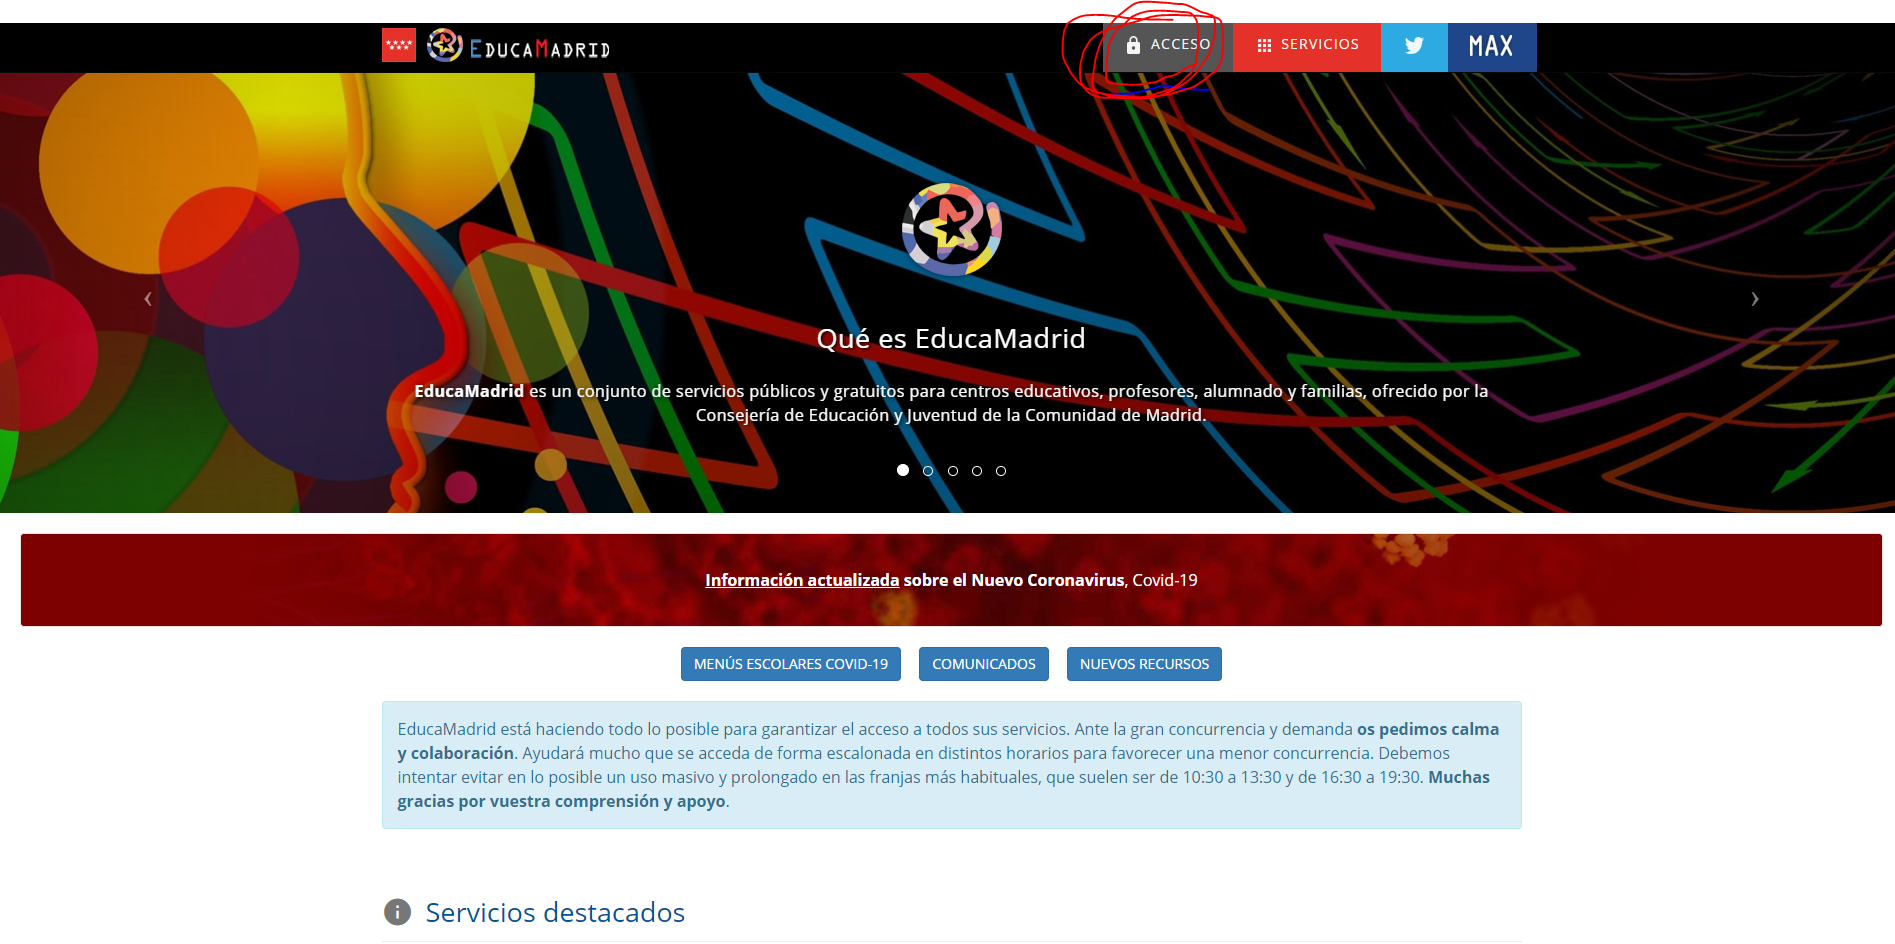 EDUCAMADRID
ACCESO
SERVICIOS
MAX
Qué es EducaMadrid
EducaMadrid es un conjunto de servicios públicos y gratuitos para centros educativos, profesores, alumnado y familias, ofrecido por la
Consejería de Educación y Juventud de la Comunidad de Madrid.
Información actualizada sobre el Nuevo Coronavirus, Covid-19
MENÚS ESCOLARES COVID-19
COMUNICADOS
NUEVOS RECURSOS
EducaMadrid está haciendo todo lo posible para garantizar el acceso a todos sus servicios. Ante la gran concurrencia y demanda os pedimos calma
y colaboración. Ayudará mucho que se acceda de forma escalonada en distintos horarios para favorecer una menor concurrencia. Debemos
intentar evitar en lo posible un uso masivo y prolongado en las franjas más habituales, que suelen ser de 10:30 a 13:30 y de 16:30 a 19:30. Muchas
gracias por vuestra comprensión y apoyo.
Servicios destacados